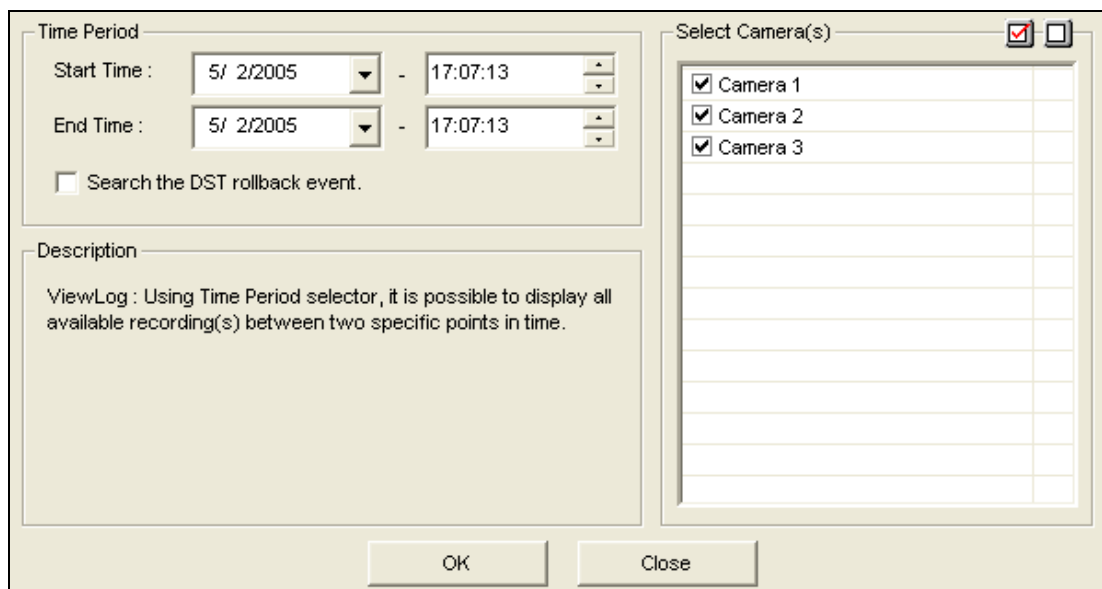 Time Period
Start Time : 5/ 2/2005 - 17:07:13
End Time : 5/ 2/2005 - 17:07:13
Search the DST rollback event.
Description
ViewLog : Using Time Period selector, it is possible to display all
available recording(s) between two specific points in time.
Select Camera(s)
Camera 1
Camera 2
Camera 3
OK
Close